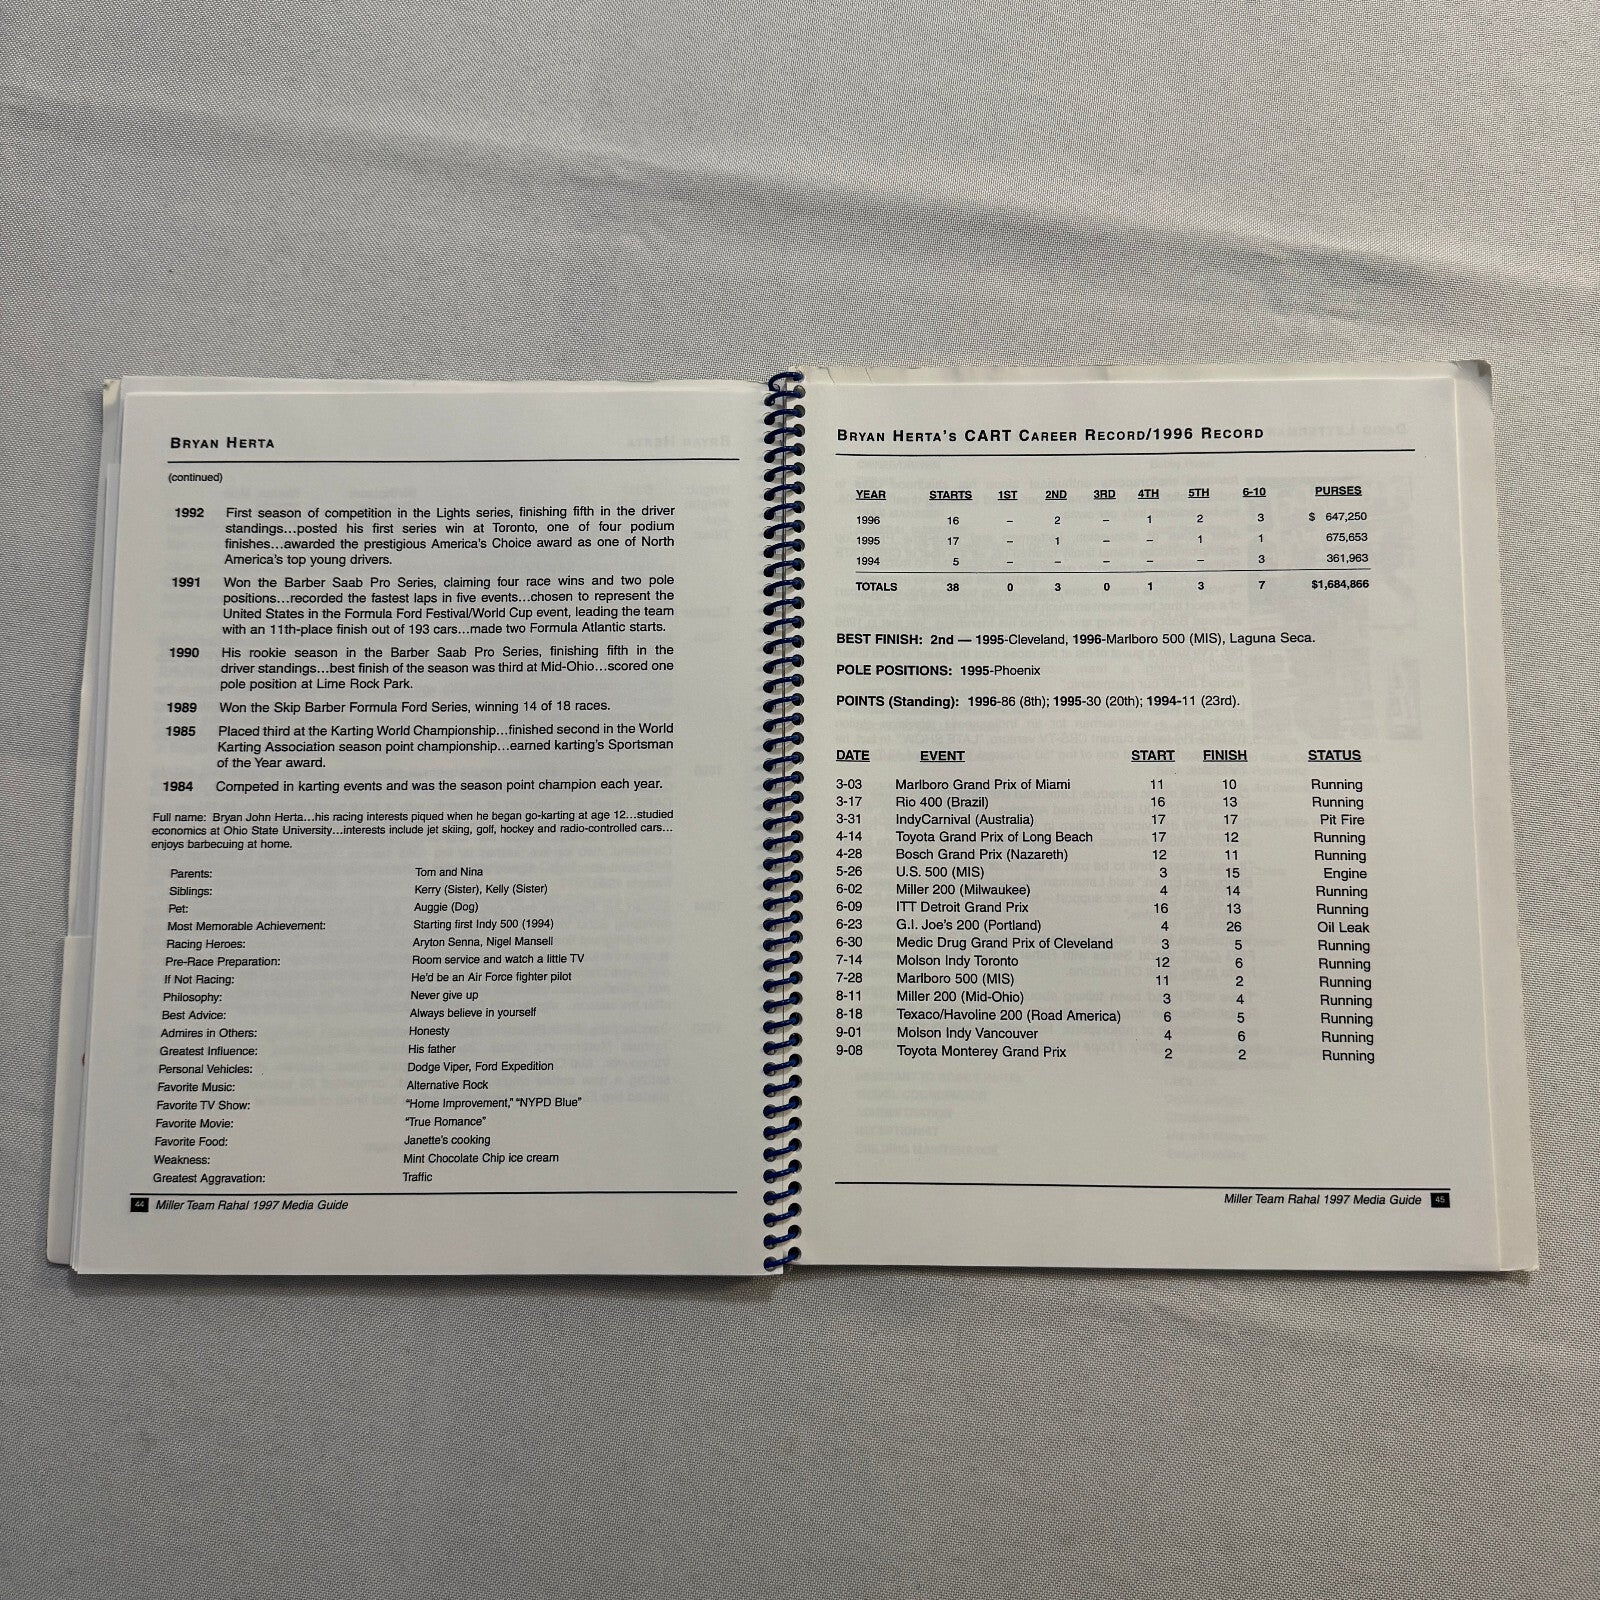 BRYAN HERTA
(continued)
1992 First season of competition in the Lights series, finishing fifth in the driver
standings...posted his first series win at Toronto, one of four podium
finishes...awarded the prestigious America's Choice award as one of North
America's top young drivers.
1991 Won the Barber Saab Pro Series, claiming four race wins and two pole
positions...recorded the fastest laps in five events...chosen to represent the
United States in the Formula Ford Festival/World Cup event, leading the team
with an 11th-place finish out of 193 cars...made two Formula Atlantic starts.
1990 His rookie season in the Barber Saab Pro Series, finishing fifth in the
driver standings...best finish of the season was third at Mid-Ohio...scored one
pole position at Lime Rock Park.
1989 Won the Skip Barber Formula Ford Series, winning 14 of 18 races.
1985 Placed third at the Karting World Championship...finished second in the World
Karting Association season point championship...earned karting's Sportsman
of the Year award.
1984 Competed in karting events and was the season point champion each year.
Full name: Bryan John Herta...his racing interests piqued when he began go-karting at age 12...studied
economics at Ohio State University...interests include jet skiing, golf, hockey and radio-controlled cars...
enjoys barbecuing at home.
Parents: Tom and Nina
Siblings: Kerry (Sister), Kelly (Sister)
Pet: Auggie (Dog)
Most Memorable Achievement: Starting first Indy 500 (1994)
Racing Heroes: Aryton Senna, Nigel Mansell
Pre-Race Preparation: Room service and watch a little TV
If Not Racing: He'd be an Air Force fighter pilot
Philosophy: Never give up
Best Advice: Always believe in yourself
Admires in Others: Honesty
Greatest Influence: His father
Personal Vehicles: Dodge Viper, Ford Expedition
Favorite Music: Alternative Rock
Favorite TV Show: "Home Improvement," "NYPD Blue"
Favorite Movie: "True Romance"
Favorite Food: Janette's cooking
Weakness: Mint Chocolate Chip ice cream
Greatest Aggravation: Traffic
44 Miller Team Rahal 1997 Media Guide
BRYAN HERTA'S CART CAREER RECORD/1996 RECORD
YEAR STARTS 1ST 2ND 3RD 4TH 5TH 6-10 PURSES
1996 16 – 2 – 1 2 3 $ 647,250
1995 17 – 1 – – 1 1 675,653
1994 5 – – – – – 3 361,963
TOTALS 38 0 3 0 1 3 7 $1,684,866
BEST FINISH: 2nd — 1995-Cleveland, 1996-Marlboro 500 (MIS), Laguna Seca.
POLE POSITIONS: 1995-Phoenix
POINTS (Standing): 1996-86 (8th); 1995-30 (20th); 1994-11 (23rd).
DATE EVENT START FINISH STATUS
3-03 Marlboro Grand Prix of Miami 11 10 Running
3-17 Rio 400 (Brazil) 16 13 Running
3-31 IndyCarnival (Australia) 17 17 Pit Fire
4-14 Toyota Grand Prix of Long Beach 17 12 Running
4-28 Bosch Grand Prix (Nazareth) 12 11 Running
5-26 U.S. 500 (MIS) 3 15 Engine
6-02 Miller 200 (Milwaukee) 4 14 Running
6-09 ITT Detroit Grand Prix 16 13 Running
6-23 G.I. Joe's 200 (Portland) 4 26 Oil Leak
6-30 Medic Drug Grand Prix of Cleveland 3 5 Running
7-14 Molson Indy Toronto 12 6 Running
7-28 Marlboro 500 (MIS) 11 2 Running
8-11 Miller 200 (Mid-Ohio) 3 4 Running
8-18 Texaco/Havoline 200 (Road America) 6 5 Running
9-01 Molson Indy Vancouver 4 6 Running
9-08 Toyota Monterey Grand Prix 2 2 Running
Miller Team Rahal 1997 Media Guide 45